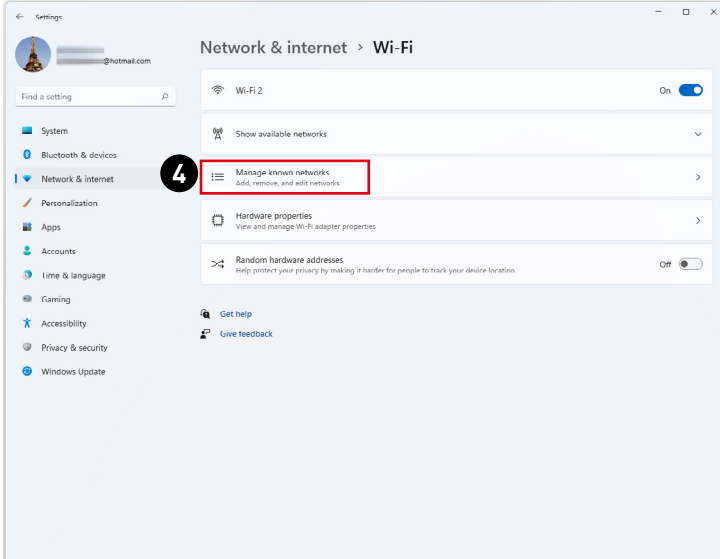 Settings
@hotmail.com
Network & internet > Wi-Fi
Find a setting
Wi-Fi 2
On
System
Show available networks
Bluetooth & devices
4
Manage known networks
Add, remove, and edit networks
Network & internet
Personalization
Hardware properties
View and manage Wi-Fi adapter properties
Apps
Accounts
Random hardware addresses
Help protect your privacy by making it harder for people to track your device location.
Off
Time & language
Gaming
Get help
Accessibility
Give feedback
Privacy & security
Windows Update